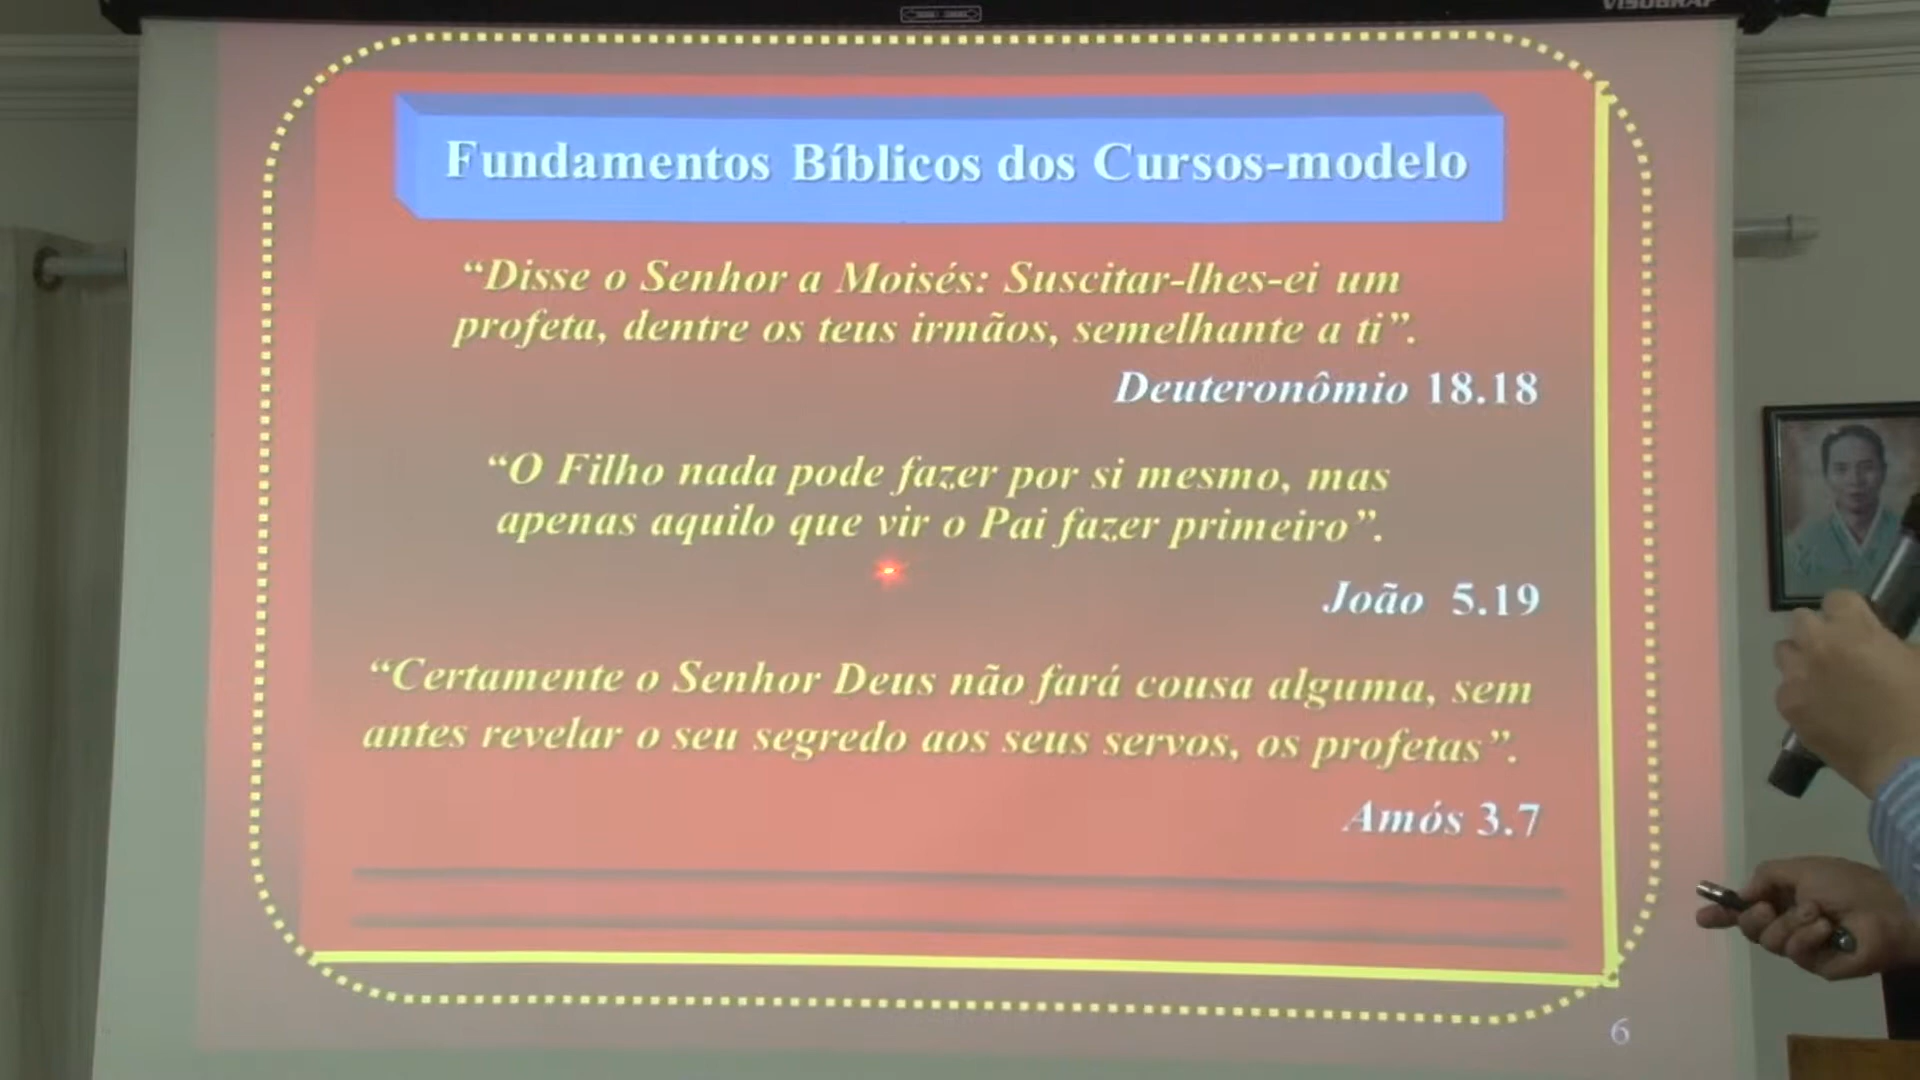 VISOGRAF
Fundamentos Bíblicos dos Cursos-modelo
“Disse o Senhor a Moisés: Suscitar-lhes-ei um
profeta, dentre os teus irmãos, semelhante a ti”.
Deuteronômio 18.18
“O Filho nada pode fazer por si mesmo, mas
apenas aquilo que vir o Pai fazer primeiro”.
João 5.19
“Certamente o Senhor Deus não fará cousa alguma, sem
antes revelar o seu segredo aos seus servos, os profetas”.
Amós 3.7
6